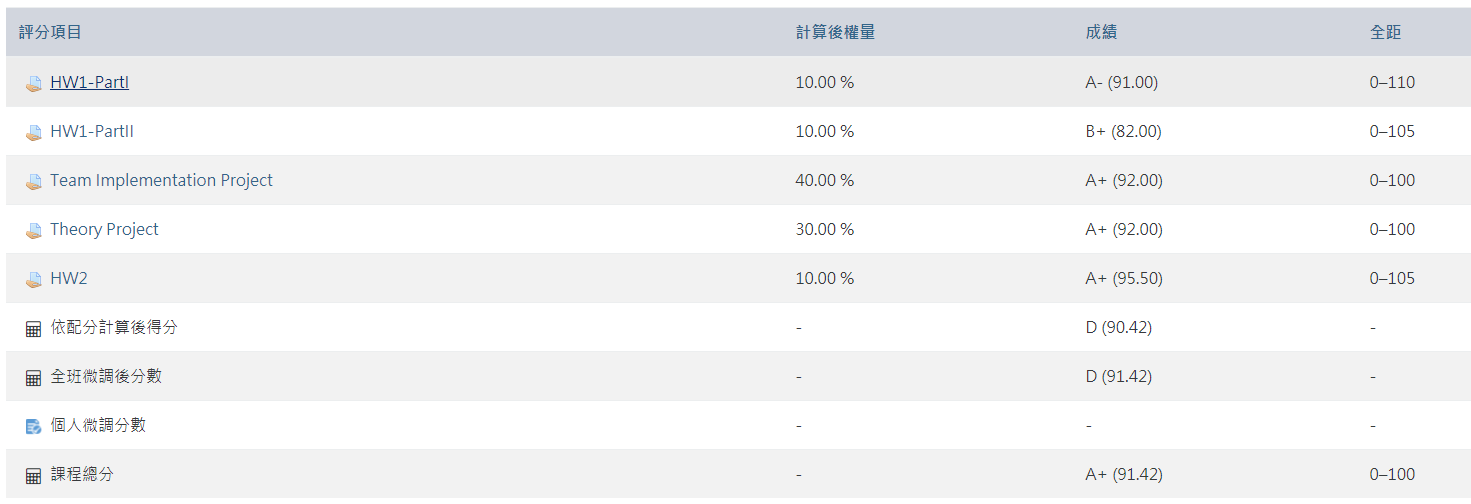 評分項目 計算後權量 成績 全距
HW1-PartI 10.00 % A- (91.00) 0–110
HW1-PartII 10.00 % B+ (82.00) 0–105
Team Implementation Project 40.00 % A+ (92.00) 0–100
Theory Project 30.00 % A+ (92.00) 0–100
HW2 10.00 % A+ (95.50) 0–105
依配分計算後得分 - D (90.42) -
全班微調後分數 - D (91.42) -
個人微調分數 - - -
課程總分 - A+ (91.42) 0–100